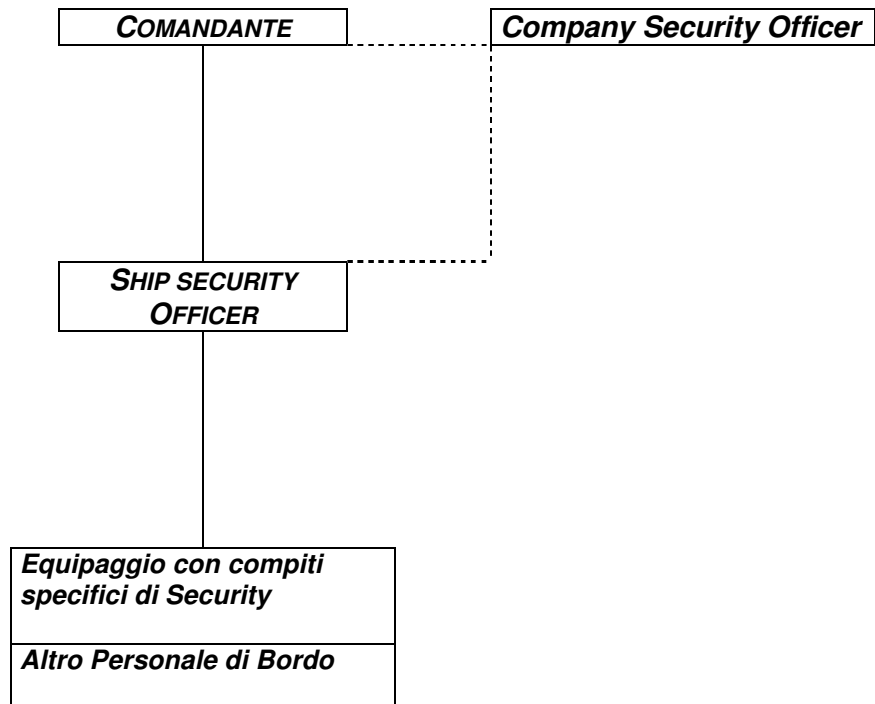 COMANDANTE
Company Security Officer
SHIP SECURITY
OFFICER
Equipaggio con compiti
specifici di Security
Altro Personale di Bordo